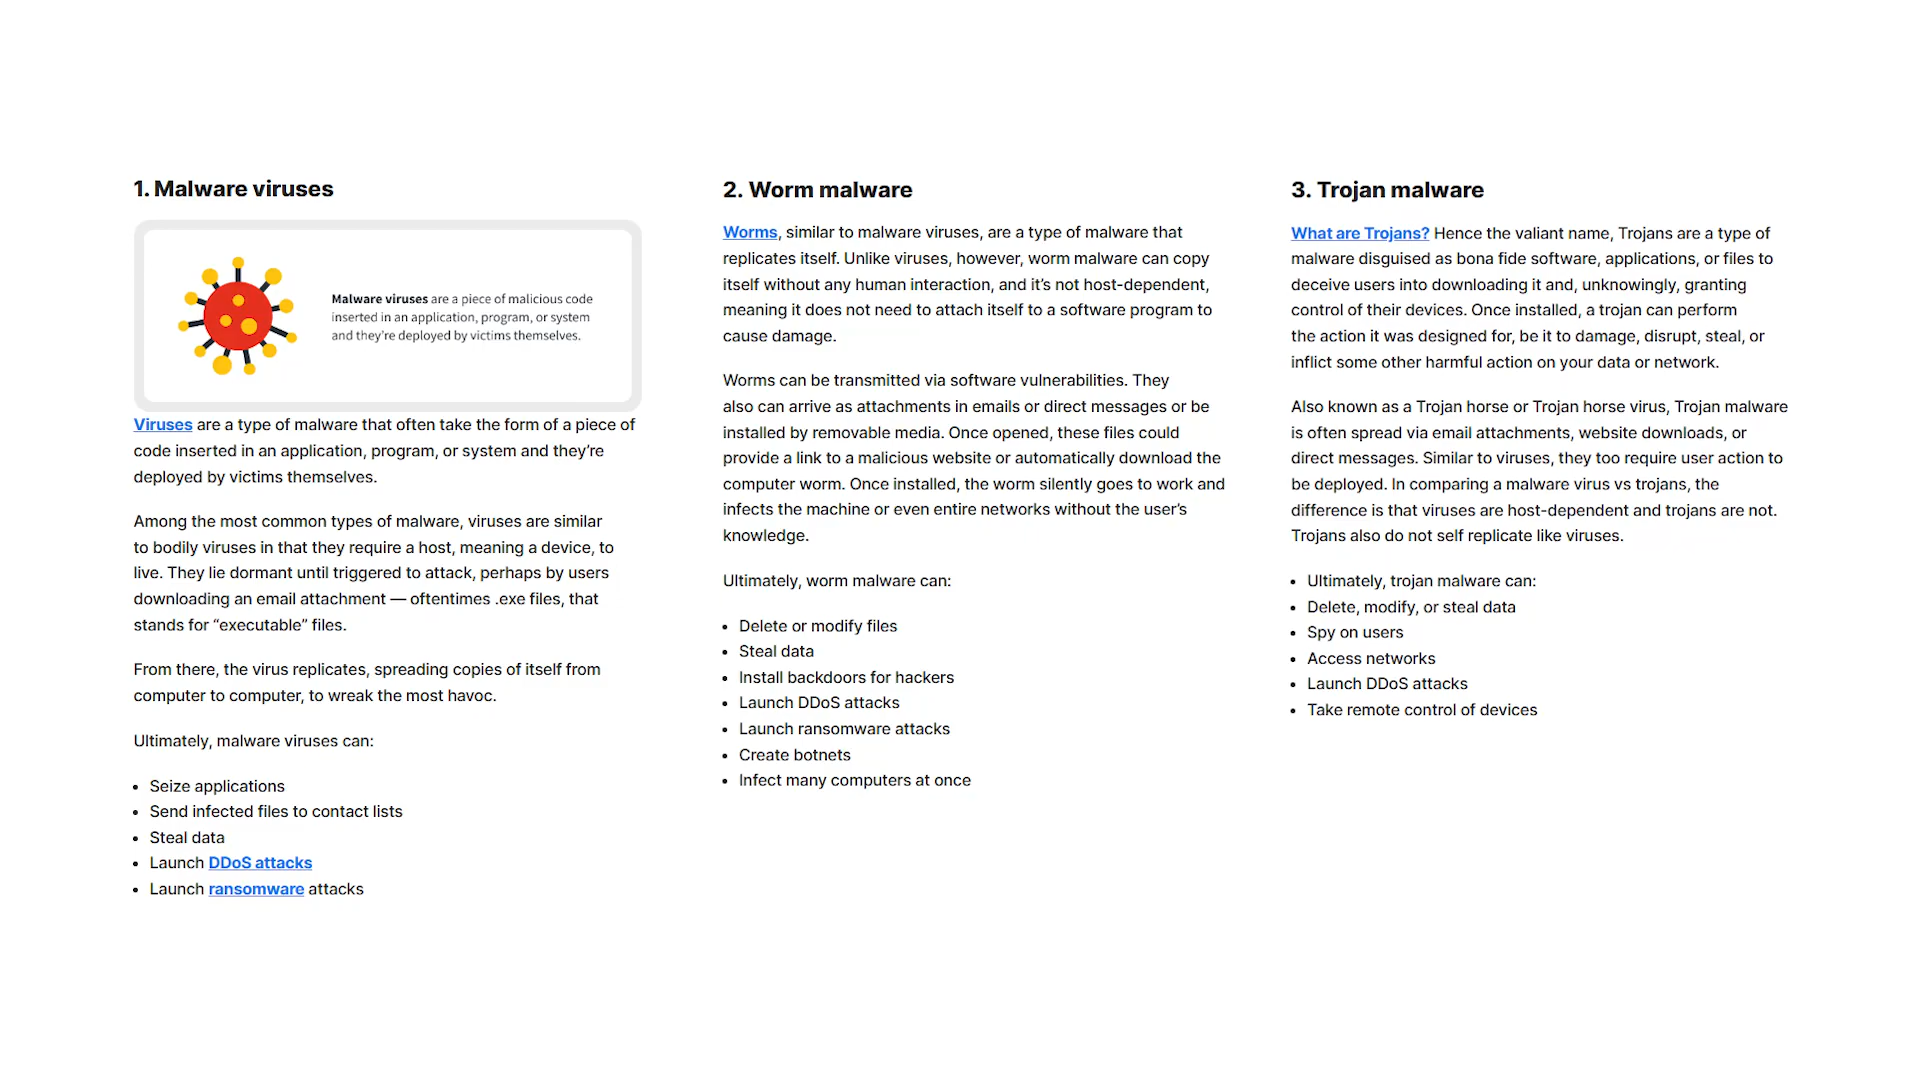 1. Malware viruses
Malware viruses are a piece of malicious code
inserted in an application, program, or system
and they're deployed by victims themselves.
Viruses are a type of malware that often take the form of a piece of
code inserted in an application, program, or system and they're
deployed by victims themselves.
Among the most common types of malware, viruses are similar
to bodily viruses in that they require a host, meaning a device, to
live. They lie dormant until triggered to attack, perhaps by users
downloading an email attachment — oftentimes .exe files, that
stands for “executable” files.
From there, the virus replicates, spreading copies of itself from
computer to computer, to wreak the most havoc.
Ultimately, malware viruses can:
• Seize applications
• Send infected files to contact lists
• Steal data
• Launch DDoS attacks
• Launch ransomware attacks
2. Worm malware
Worms, similar to malware viruses, are a type of malware that
replicates itself. Unlike viruses, however, worm malware can copy
itself without any human interaction, and it's not host-dependent,
meaning it does not need to attach itself to a software program to
cause damage.
Worms can be transmitted via software vulnerabilities. They
also can arrive as attachments in emails or direct messages or be
installed by removable media. Once opened, these files could
provide a link to a malicious website or automatically download the
computer worm. Once installed, the worm silently goes to work and
infects the machine or even entire networks without the user's
knowledge.
Ultimately, worm malware can:
• Delete or modify files
• Steal data
• Install backdoors for hackers
• Launch DDoS attacks
• Launch ransomware attacks
• Create botnets
• Infect many computers at once
3. Trojan malware
What are Trojans? Hence the valiant name, Trojans are a type of
malware disguised as bona fide software, applications, or files to
deceive users into downloading it and, unknowingly, granting
control of their devices. Once installed, a trojan can perform
the action it was designed for, be it to damage, disrupt, steal, or
inflict some other harmful action on your data or network.
Also known as a Trojan horse or Trojan horse virus, Trojan malware
is often spread via email attachments, website downloads, or
direct messages. Similar to viruses, they too require user action to
be deployed. In comparing a malware virus vs trojans, the
difference is that viruses are host-dependent and trojans are not.
Trojans also do not self replicate like viruses.
• Ultimately, trojan malware can:
• Delete, modify, or steal data
• Spy on users
• Access networks
• Launch DDoS attacks
• Take remote control of devices